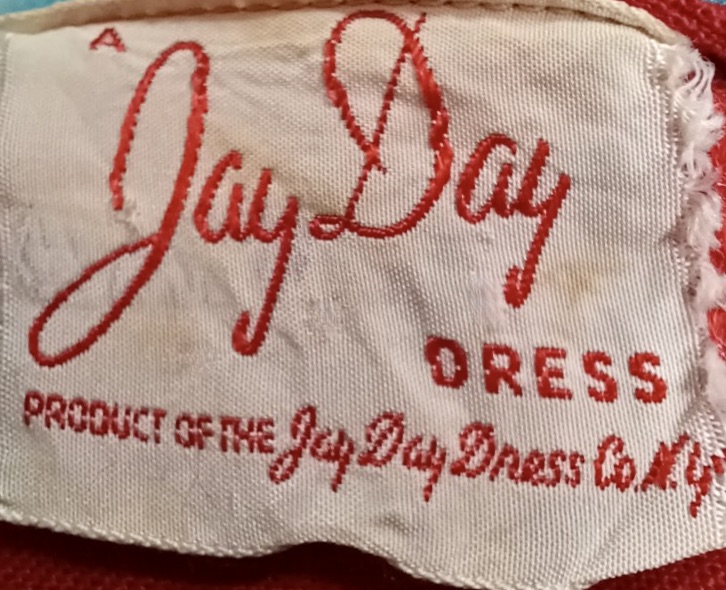 A
Jay Day
DRESS
PRODUCT OF THE Jay Day Dress Co. N.Y.